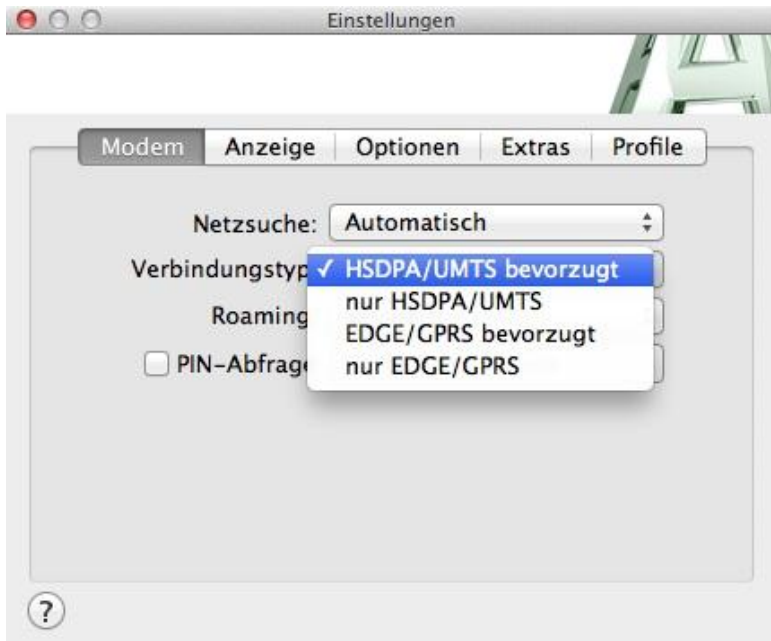 Einstellungen
Modem Anzeige Optionen Extras Profile
Netzsuche: Automatisch
Verbindungstyp ✓ HSDPA/UMTS bevorzugt
nur HSDPA/UMTS
Roaming
EDGE/GPRS bevorzugt
PIN-Abfrage
nur EDGE/GPRS
?